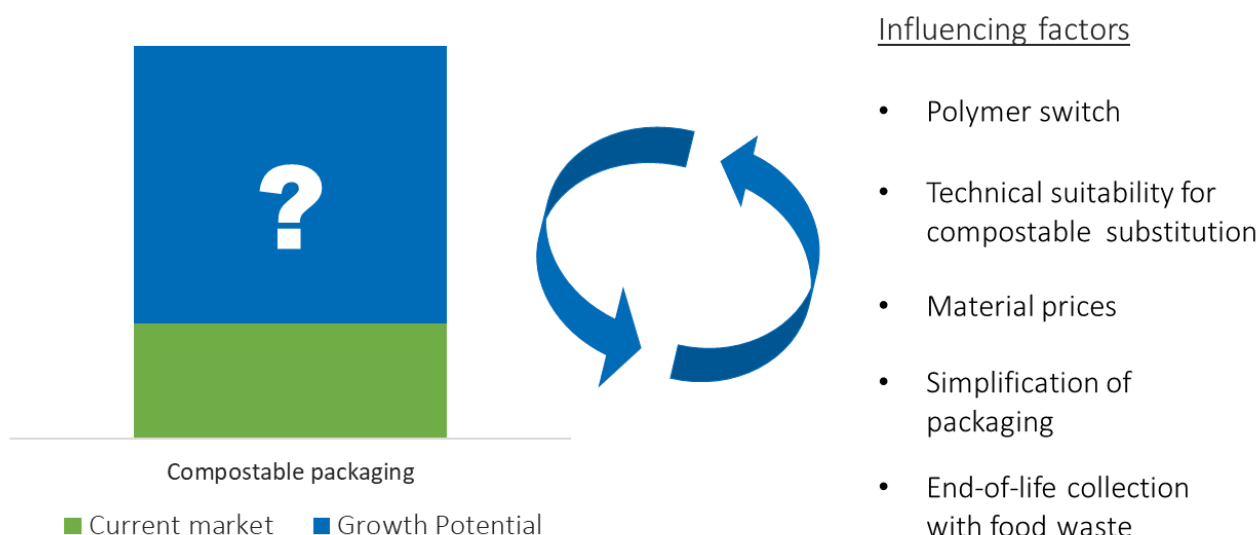 ?
Compostable packaging
Current market
Growth Potential
Influencing factors
• Polymer switch
• Technical suitability for
compostable substitution
• Material prices
• Simplification of
packaging
• End-of-life collection
with food waste